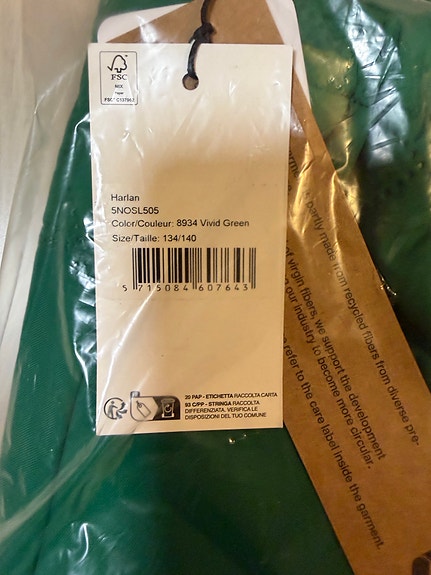 FSC
MIX
Paper
Harlan
5NOSL505
Color/Couleur: 8934 Vivid Green
Size/Taille: 134/140
5 715084 607643
20 PAP - ETICHETTA RACCOLTA CARTA
93 C/PP - STRINGA RACCOLTA
DIFFERENZIATA. VERIFICA LE
DISPOSIZIONI DEL TUO COMUNE
partly made from recycled fibers from diverse pre-
of virgin fibers, we support the development
our industry to become more circular.
refer to the care label inside the garment.